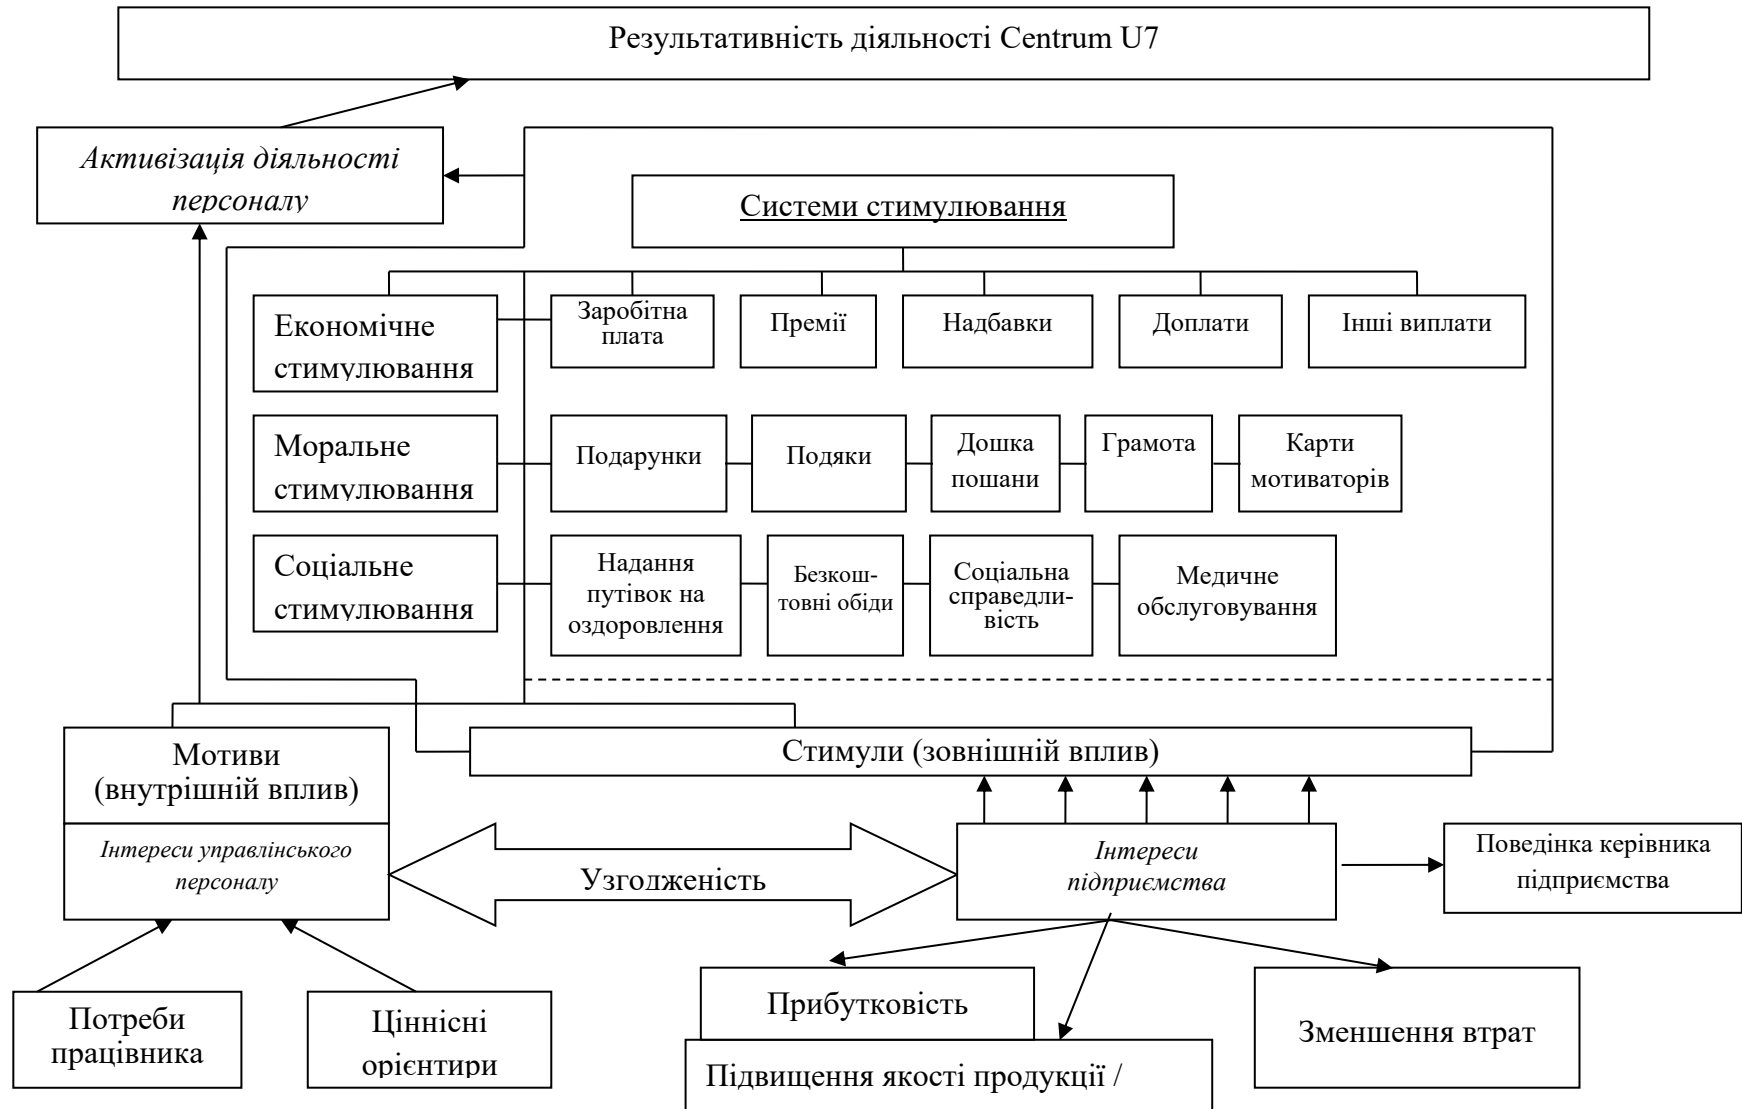 Результативність діяльності Centrum U7
Активізація діяльності
персоналу
Системи стимулювання
Економічне
стимулювання
Заробітна
плата
Премії
Надбавки
Доплати
Інші виплати
Моральне
стимулювання
Подарунки
Подяки
Дошка
пошани
Грамота
Карти
мотиваторів
Соціальне
стимулювання
Надання
путівок на
оздоровлення
Безкош-
товні обіди
Соціальна
справедли-
вість
Медичне
обслуговування
Мотиви
(внутрішній вплив)
Стимули (зовнішній вплив)
Інтереси управлінського
персоналу
Узгодженість
Інтереси
підприємства
Поведінка керівника
підприємства
Потреби
працівника
Ціннісні
орієнтири
Прибутковість
Зменшення втрат
Підвищення якості продукції /